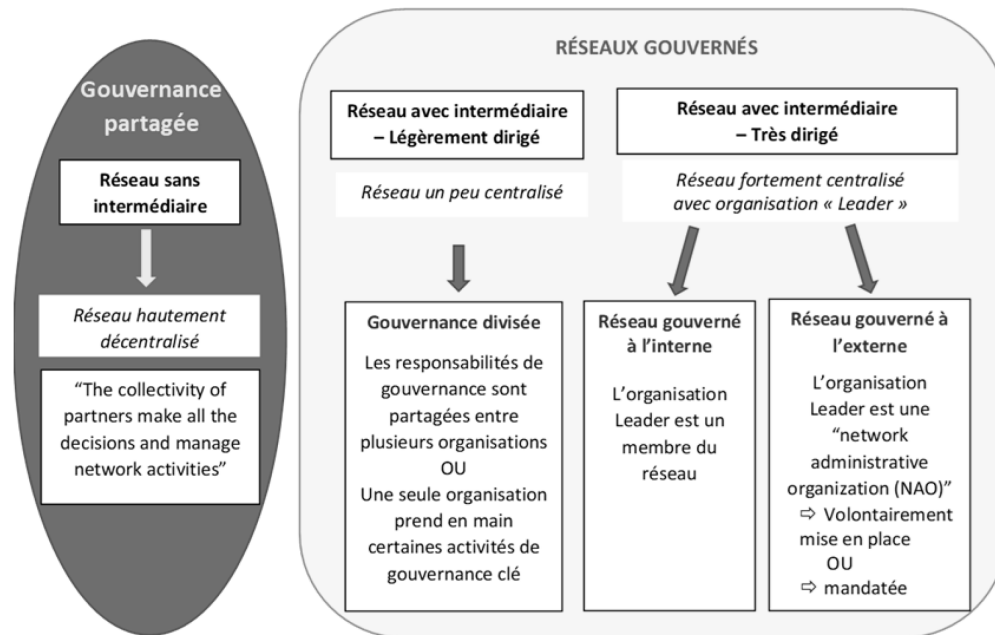 Gouvernance
partagée
Réseau sans
intermédiaire
Réseau hautement
décentralisé
“The collectivity of
partners make all the
decisions and manage
network activities”
RÉSEAUX GOUVERNÉS
Réseau avec intermédiaire
– Légèrement dirigé
Réseau un peu centralisé
Gouvernance divisée
Les responsabilités de
gouvernance sont
partagées entre
plusieurs organisations
OU
Une seule organisation
prend en main
certaines activités de
gouvernance clé
Réseau avec intermédiaire
– Très dirigé
Réseau fortement centralisé
avec organisation « Leader »
Réseau gouverné
à l’interne
L’organisation
Leader est un
membre du
réseau
Réseau gouverné à
l’externe
L’organisation
Leader est une
“network
administrative
organization (NAO)”
⇨ Volontairement
mise en place
OU
⇨ mandatée